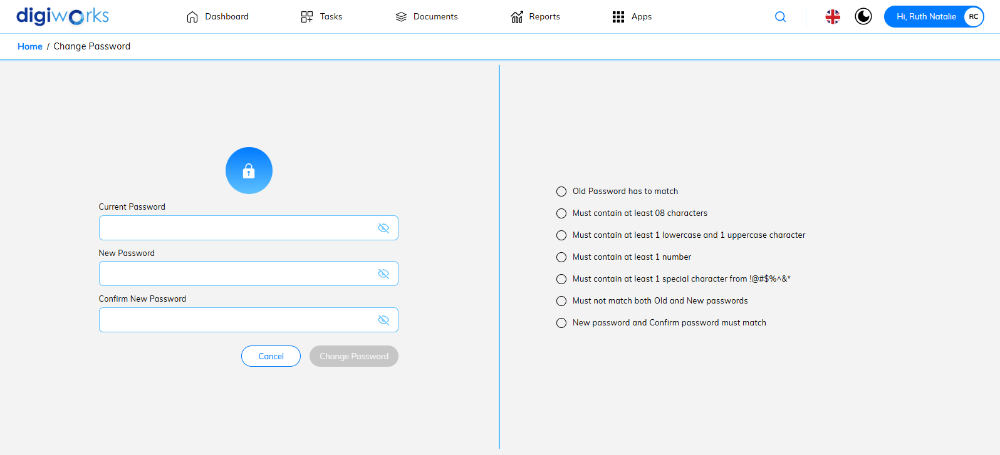 digiworks Dashboard Tasks Documents Reports Apps Hi, Ruth Natalie RC
Home / Change Password
Current Password
New Password
Confirm New Password
Cancel Change Password
Old Password has to match
Must contain at least 08 characters
Must contain at least 1 lowercase and 1 uppercase character
Must contain at least 1 number
Must contain at least 1 special character from !@#$%^&*
Must not match both Old and New passwords
New password and Confirm password must match